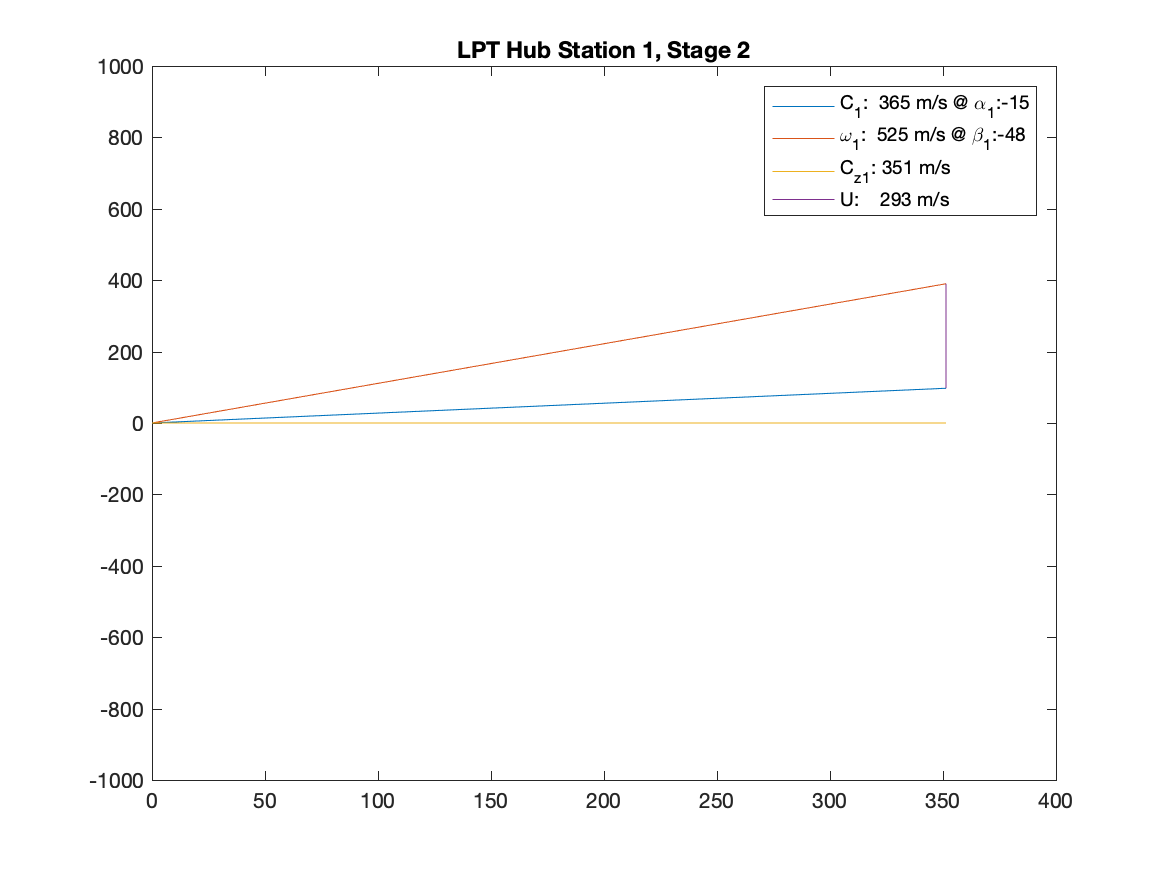 LPT Hub Station 1, Stage 2
1000
800
600
400
200
0
-200
-400
-600
-800
-1000
0 50 100 150 200 250 300 350 400
C1: 365 m/s @ α1:-15
ω1: 525 m/s @ β1:-48
Cz1: 351 m/s
U: 293 m/s